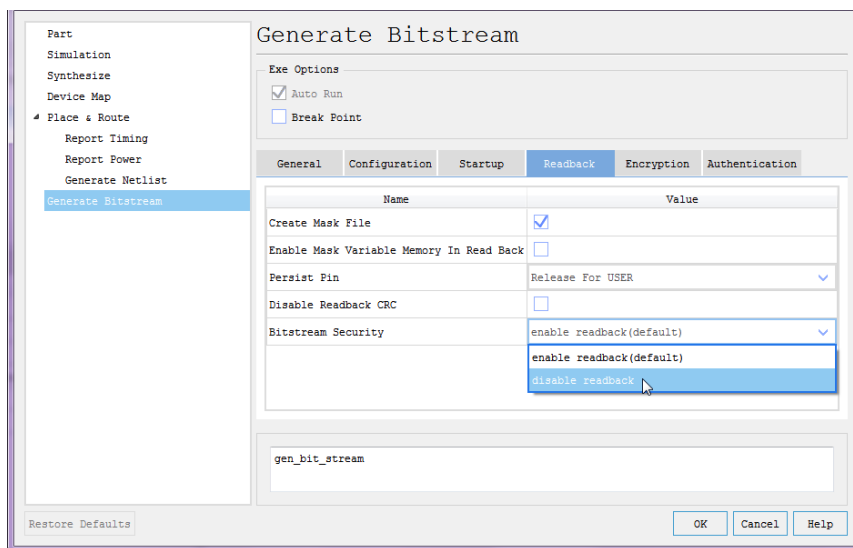 Part
Simulation
Synthesize
Device Map
Place & Route
Report Timing
Report Power
Generate Netlist
Generate Bitstream
Restore Defaults
Generate Bitstream
Exe Options
Auto Run
Break Point
General Configuration Startup Readback Encryption Authentication
Name Value
Create Mask File
Enable Mask Variable Memory In Read Back
Persist Pin Release For USER
Disable Readback CRC
Bitstream Security enable readback(default)
enable readback(default)
disable readback
gen_bit_stream
OK Cancel Help